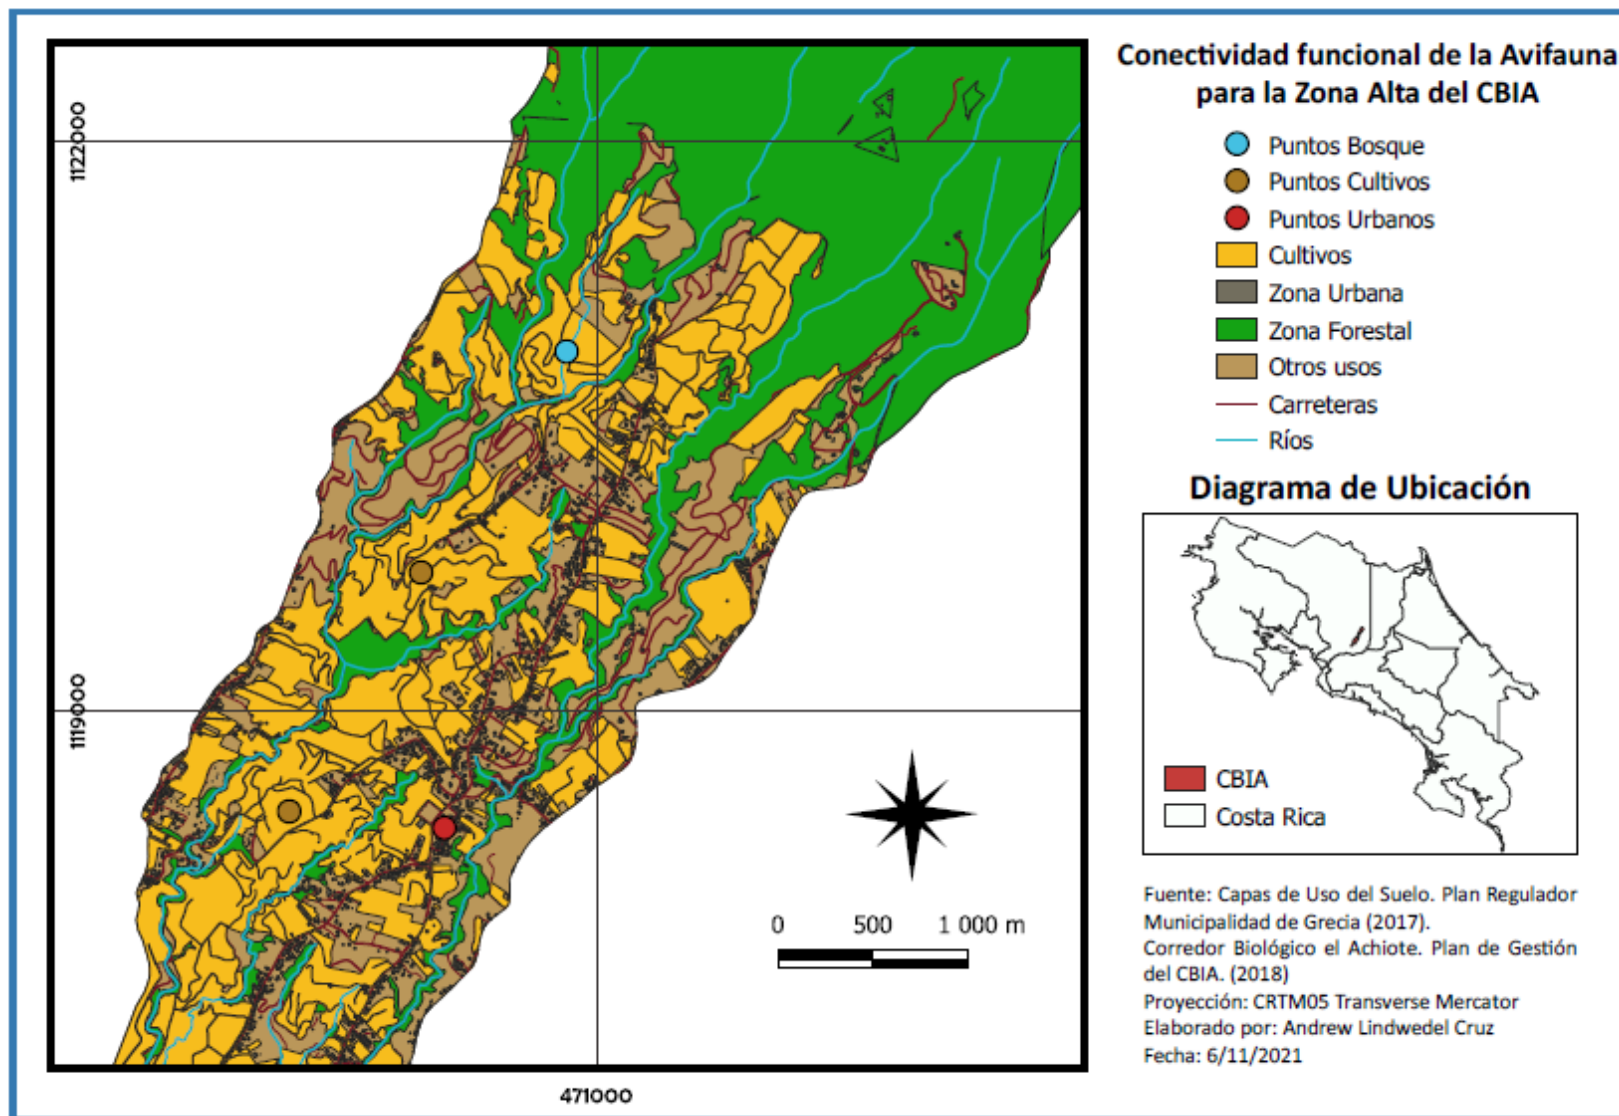 Conectividad funcional de la Avifauna
para la Zona Alta del CBIA
Puntos Bosque
Puntos Cultivos
Puntos Urbanos
Cultivos
Zona Urbana
Zona Forestal
Otros usos
Carreteras
Ríos
Diagrama de Ubicación
CBIA
Costa Rica
Fuente: Capas de Uso del Suelo. Plan Regulador
Municipalidad de Grecia (2017).
Corredor Biológico el Achiote. Plan de Gestión
del CBIA. (2018)
Proyección: CRTM05 Transverse Mercator
Elaborado por: Andrew Lindwedel Cruz
Fecha: 6/11/2021
1122000
1119000
471000
0 500 1 000 m